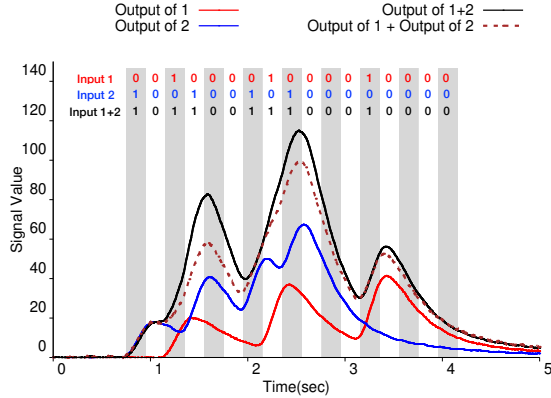 Output of 1
Output of 2
Output of 1+2
Output of 1 + Output of 2
Input 1 0 0 1 0 0 0 0 1 0 0 0 0 1 0 0 0 0
Input 2 1 0 0 1 0 0 1 0 1 0 0 0 0 0 0 0 0
Input 1+2 1 0 1 1 0 0 1 1 1 0 0 0 1 0 0 0 0
140
120
100
80
60
40
20
0
Signal Value
0 1 2 3 4 5
Time(sec)